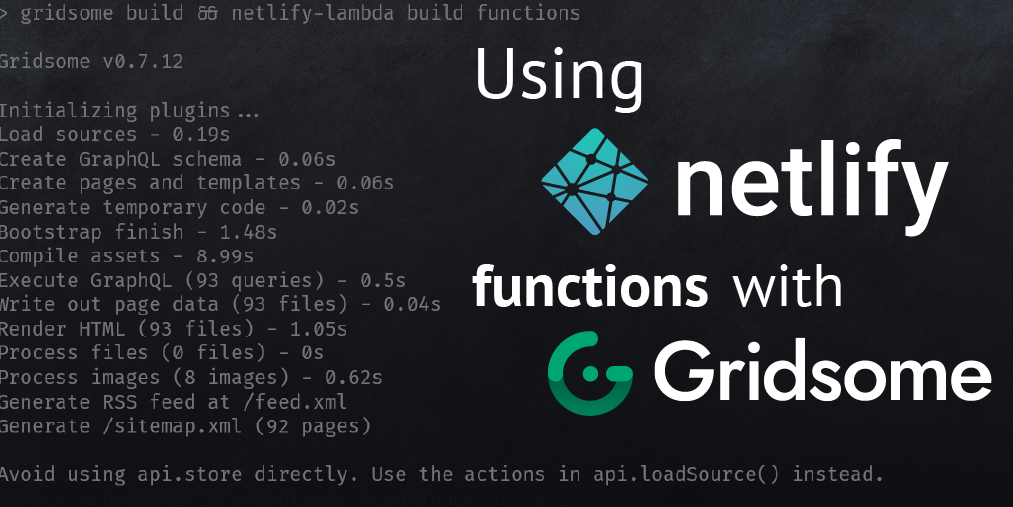 > gridsome build && netlify-lambda build functions
Gridsome v0.7.12
Initializing plugins...
Load sources - 0.19s
Create GraphQL schema - 0.06s
Create pages and templates - 0.06s
Generate temporary code - 0.02s
Bootstrap finish - 1.48s
Compile assets - 8.99s
Execute GraphQL (93 queries) - 0.5s
Write out page data (93 files) - 0.04s
Render HTML (93 files) - 1.05s
Process files (0 files) - 0s
Process images (8 images) - 0.62s
Generate RSS feed at /feed.xml
Generate /sitemap.xml (92 pages)
Avoid using api.store directly. Use the actions in api.loadSource() instead.
Using
netlify
functions with
Gridsome